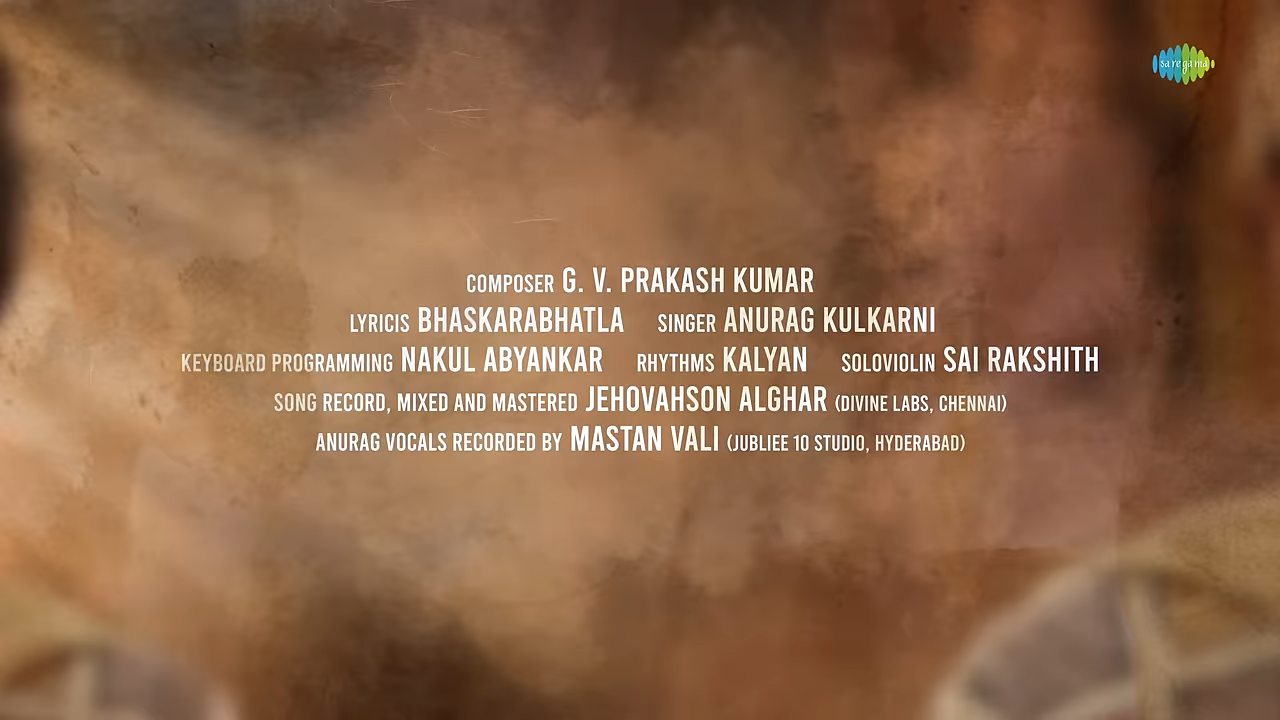 saregama
COMPOSER G. V. PRAKASH KUMAR
LYRICIS BHASKARABHATLA SINGER ANURAG KULKARNI
KEYBOARD PROGRAMMING NAKUL ABYANKAR RHYTHMS KALYAN SOLOVIOLIN SAI RAKSHITH
SONG RECORD, MIXED AND MASTERED JEHOVAHSON ALGHAR (DIVINE LABS, CHENNAI)
ANURAG VOCALS RECORDED BY MASTAN VALI (JUBLIEE 10 STUDIO, HYDERABAD)